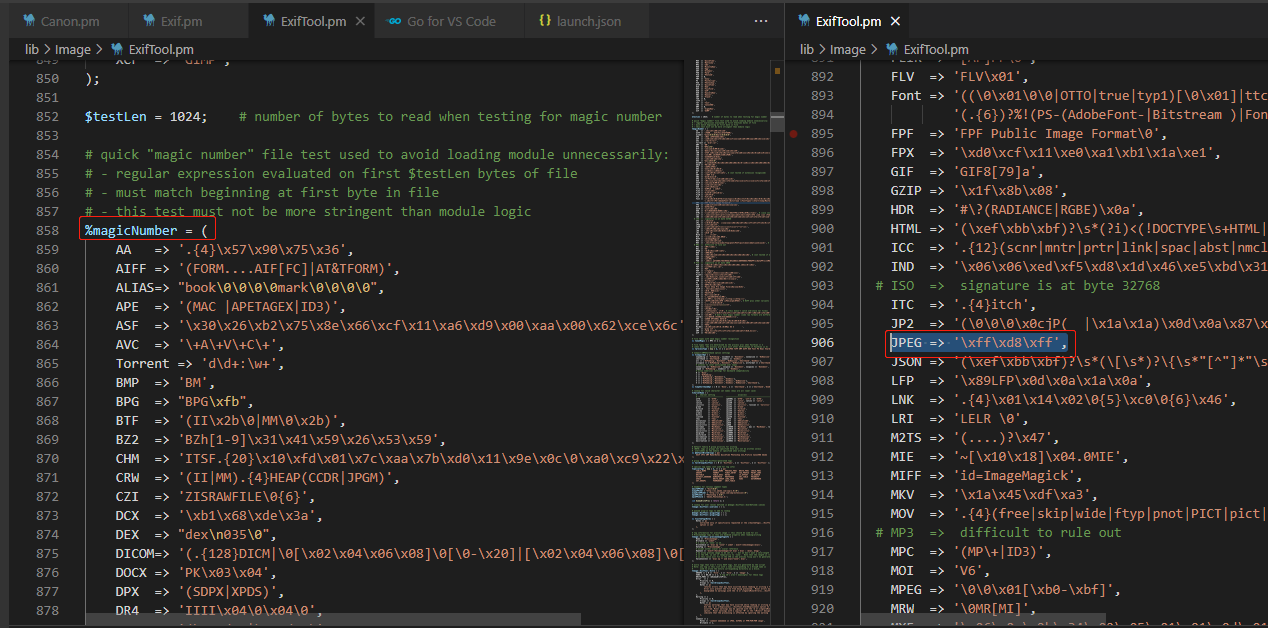 Canon.pm
Exif.pm
ExifTool.pm
Go for VS Code
launch.json
...
lib > Image > ExifTool.pm
849 XCF => 'GIMP',
850 );
851
852 $testLen = 1024; # number of bytes to read when testing for magic number
853
854 # quick "magic number" file test used to avoid loading module unnecessarily:
855 # - regular expression evaluated on first $testLen bytes of file
856 # - must match beginning at first byte in file
857 # - this test must not be more stringent than module logic
858 %magicNumber = (
859 AA => '.{4}\x57\x90\x75\x36',
860 AIFF => '(FORM....AIF[FC]|AT&TFORM)',
861 ALIAS=> "book\0\0\0\0mark\0\0\0\0",
862 APE => '(MAC |APETAGEX|ID3)',
863 ASF => '\x30\x26\xb2\x75\x8e\x66\xcf\x11\xa6\xd9\x00\xaa\x00\x62\xce\x6c'
864 AVC => '\+A\+V\+C\+',
865 Torrent => 'd\d+:\w+',
866 BMP => 'BM',
867 BPG => "BPG\xfb",
868 BTF => '(II\x2b\0|MM\0\x2b)',
869 BZ2 => 'BZh[1-9]\x31\x41\x59\x26\x53\x59',
870 CHM => 'ITSF.{20}\x10\xfd\x01\x7c\xaa\x7b\xd0\x11\x9e\x0c\0\xa0\xc9\x22\x
871 CRW => '(II|MM).{4}HEAP(CCDR|JPGM)',
872 CZI => 'ZISRAWFILE\0{6}',
873 DCX => '\xb1\x68\xde\x3a',
874 DEX => "dex\n035\0",
875 DICOM=> '(.{128}DICM|\0[\x02\x04\x06\x08]\0[\0-\x20]|[\x02\x04\x06\x08]\0[
876 DOCX => 'PK\x03\x04',
877 DPX => '(SDPX|XPDS)',
878 DR4 => 'IIII\x04\0\x04\0',
ExifTool.pm
lib > Image > ExifTool.pm
892 FLV => 'FLV\x01',
893 Font => '((\0\x01\0\0|OTTO|true|typ1)[\0\x01]|ttc
894 '(.{6})?%!(PS-(AdobeFont-|Bitstream )|Fon
895 FPF => 'FPF Public Image Format\0',
896 FPX => '\xd0\xcf\x11\xe0\xa1\xb1\x1a\xe1',
897 GIF => 'GIF8[79]a',
898 GZIP => '\x1f\x8b\x08',
899 HDR => '#\?(RADIANCE|RGBE)\x0a',
900 HTML => '(\xef\xbb\xbf)?\s*(?i)<(!DOCTYPE\s+HTML|
901 ICC => '.{12}(scnr|mntr|prtr|link|spac|abst|nmcl
902 IND => '\x06\x06\xed\xf5\xd8\x1d\x46\xe5\xbd\x31
903 # ISO => signature is at byte 32768
904 ITC => '.{4}itch',
905 JP2 => '(\0\0\0\x0cjP( |\x1a\x1a)\x0d\x0a\x87\x
906 JPEG => '\xff\xd8\xff',
907 JSON => '(\xef\xbb\xbf)?\s*(\[\s*)?\{\s*"[^"]*"\s
908 LFP => '\x89LFP\x0d\x0a\x1a\x0a',
909 LNK => '.{4}\x01\x14\x02\0{5}\xc0\0{6}\x46',
910 LRI => 'LELR \0',
911 M2TS => '(....)?\x47',
912 MIE => '~[\x10\x18]\x04.0MIE',
913 MIFF => 'id=ImageMagick',
914 MKV => '\x1a\x45\xdf\xa3',
915 MOV => '.{4}(free|skip|wide|ftyp|pnot|PICT|pict|
916 # MP3 => difficult to rule out
917 MPC => '(MP\+|ID3)',
918 MOI => 'V6',
919 MPEG => '\0\0\x01[\xb0-\xbf]',
920 MRW => '\0MR[MI]',